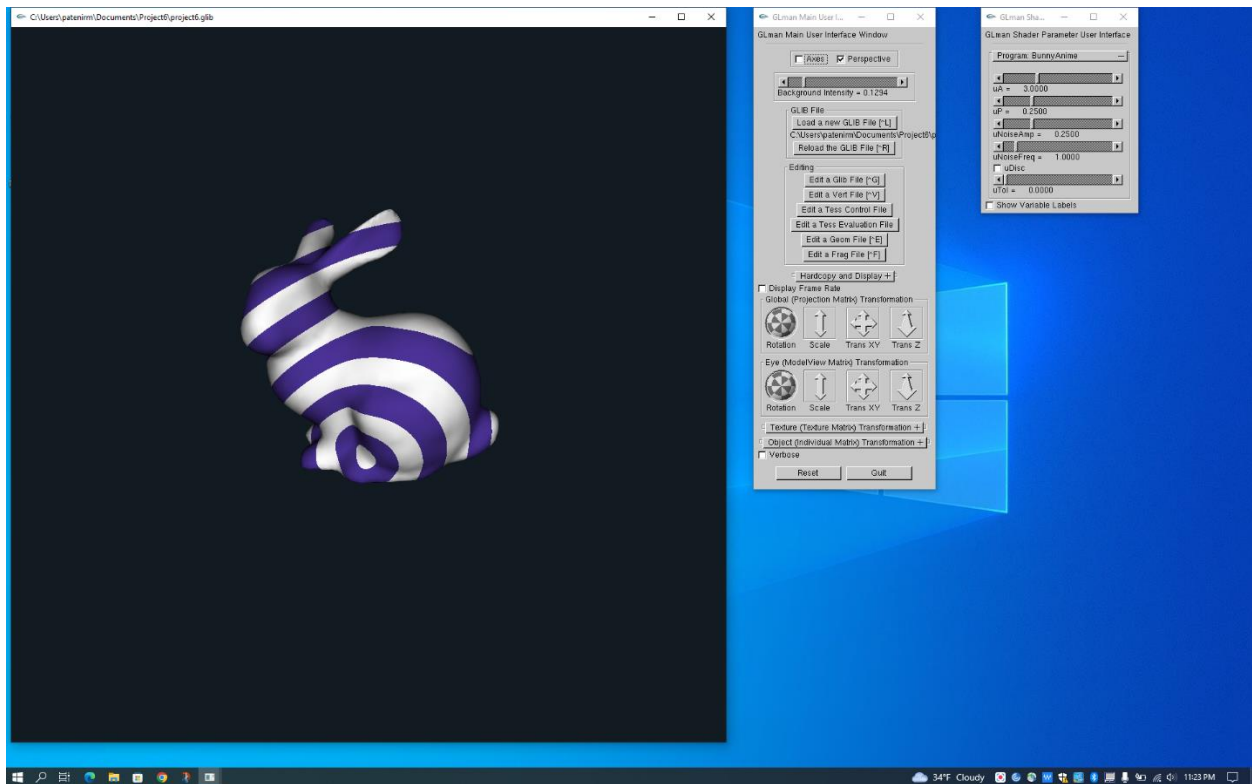 C:\Users\patenirm\Documents\Project6\project6.glib
GLman Main User I...
GLman Main User Interface Window
Axes
Perspective
Background Intensity = 0.1294
GLIB File
Load a new GLIB File [^L]
C:\Users\patenirm\Documents\Project6\p
Reload the GLIB File [^R]
Editing
Edit a Glib File [^G]
Edit a Vert File [^V]
Edit a Tess Control File
Edit a Tess Evaluation File
Edit a Geom File [^E]
Edit a Frag File [^F]
Hardcopy and Display +
Display Frame Rate
Global (Projection Matrix) Transformation
Rotation Scale Trans XY Trans Z
Eye (ModelView Matrix) Transformation
Rotation Scale Trans XY Trans Z
Texture (Texture Matrix) Transformation +
Object (Individual Matrix) Transformation +
Verbose
Reset Quit
GLman Sha...
GLman Shader Parameter User Interface
Program: BunnyAnime
uA = 3.0000
uP = 0.2500
uNoiseAmp = 0.2500
uNoiseFreq = 1.0000
uDisc
uTol = 0.0000
Show Variable Labels
34°F Cloudy 11:23 PM